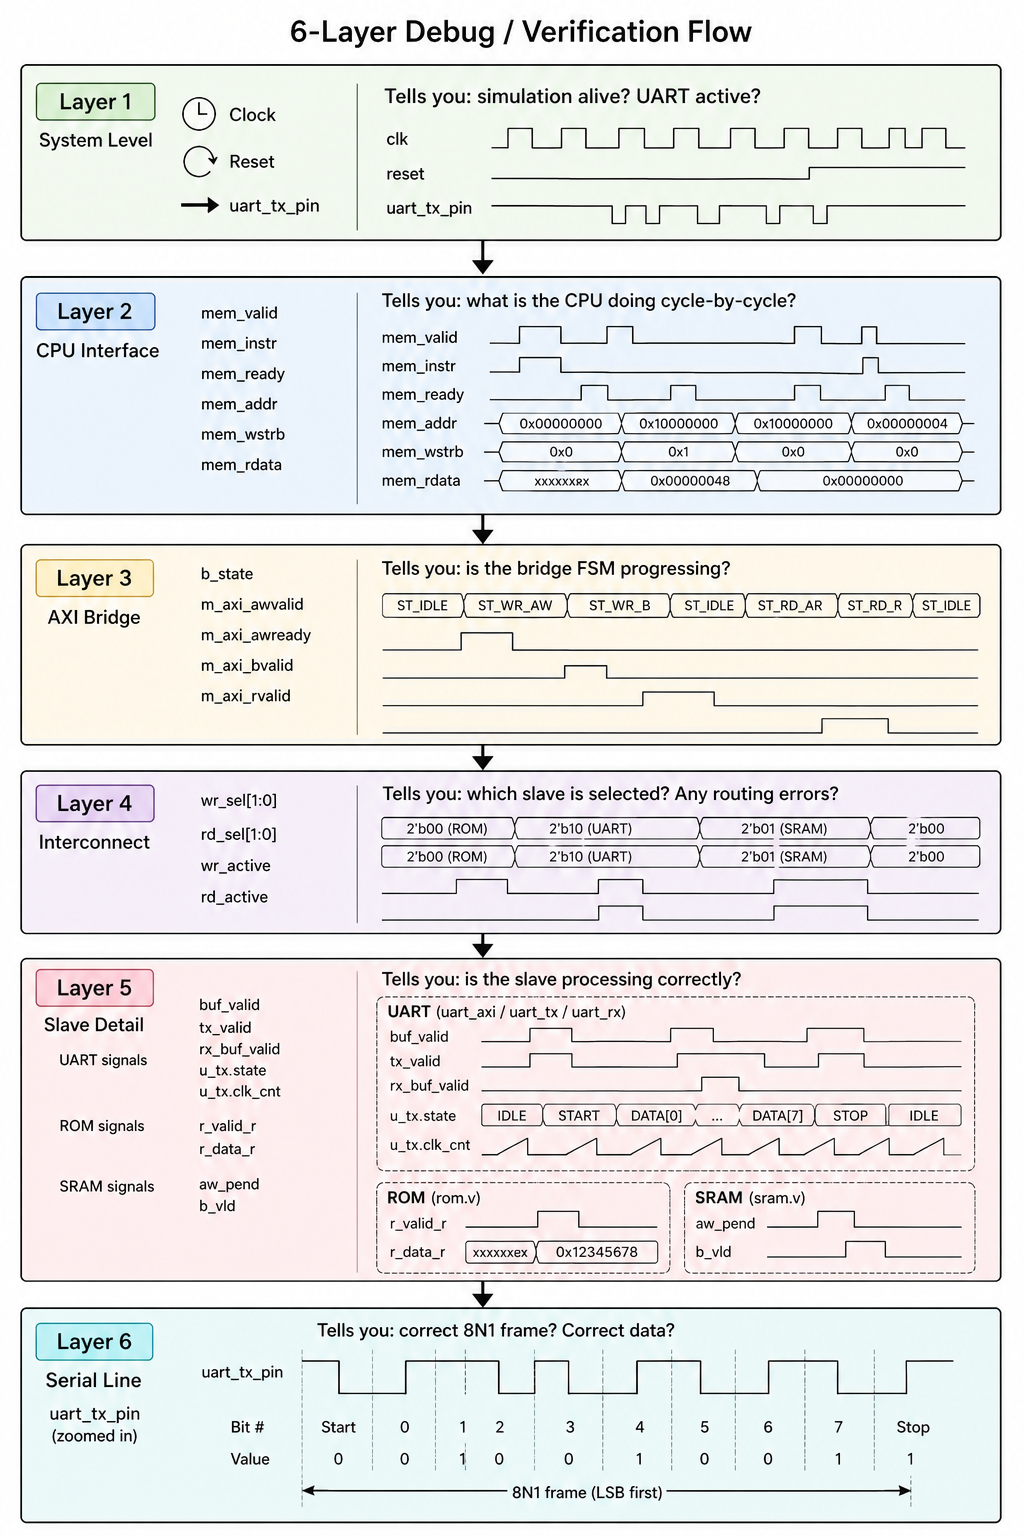 6-Layer Debug / Verification Flow
Layer 1
System Level
Clock
Reset
uart_tx_pin
Tells you: simulation alive? UART active?
clk
reset
uart_tx_pin
Layer 2
CPU Interface
mem_valid
mem_instr
mem_ready
mem_addr
mem_wstrb
mem_rdata
Tells you: what is the CPU doing cycle-by-cycle?
mem_valid
mem_instr
mem_ready
mem_addr 0x00000000 0x10000000 0x10000000 0x00000004
mem_wstrb 0x0 0x1 0x0 0x0
mem_rdata 0x00000048 0x00000000
Layer 3
AXI Bridge
b_state
m_axi_awvalid
m_axi_awready
m_axi_bvalid
m_axi_rvalid
Tells you: is the bridge FSM progressing?
ST_IDLE ST_WR_AW ST_WR_B ST_IDLE ST_RD_AR ST_RD_R ST_IDLE
Layer 4
Interconnect
wr_sel[1:0]
rd_sel[1:0]
wr_active
rd_active
Tells you: which slave is selected? Any routing errors?
2'b00 (ROM) 2'b10 (UART) 2'b01 (SRAM) 2'b00
2'b00 (ROM) 2'b10 (UART) 2'b01 (SRAM) 2'b00
Layer 5
Slave Detail
UART signals
buf_valid
tx_valid
rx_buf_valid
u_tx.state
u_tx.clk_cnt
ROM signals
r_valid_r
r_data_r
SRAM signals
aw_pend
b_vld
Tells you: is the slave processing correctly?
UART (uart_axi / uart_tx / uart_rx)
buf_valid
tx_valid
rx_buf_valid
u_tx.state IDLE START DATA[0] ... DATA[7] STOP IDLE
u_tx.clk_cnt
ROM (rom.v)
r_valid_r
r_data_r xxxxxxex 0x12345678
SRAM (sram.v)
aw_pend
b_vld
Layer 6
Serial Line
uart_tx_pin
(zoomed in)
Tells you: correct 8N1 frame? Correct data?
uart_tx_pin
Bit # Start 0 1 2 3 4 5 6 7 Stop
Value 0 0 1 0 0 1 0 0 1 1
8N1 frame (LSB first)